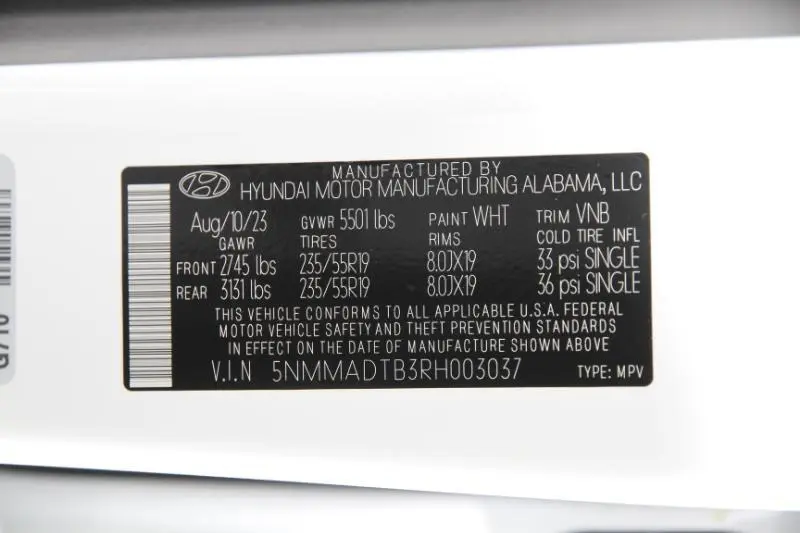 MANUFACTURED BY
HYUNDAI MOTOR MANUFACTURING ALABAMA, LLC
Aug/10/23 GVWR 5501 lbs PAINT WHT TRIM VNB
GAWR TIRES RIMS COLD TIRE INFL
FRONT 2745 lbs 235/55R19 8.0JX19 33 psi SINGLE
REAR 3131 lbs 235/55R19 8.0JX19 36 psi SINGLE
THIS VEHICLE CONFORMS TO ALL APPLICABLE U.S.A. FEDERAL
MOTOR VEHICLE SAFETY AND THEFT PREVENTION STANDARDS
IN EFFECT ON THE DATE OF MANUFACTURE SHOWN ABOVE
V.I.N 5NMMADTB3RH003037 TYPE: MPV
G710